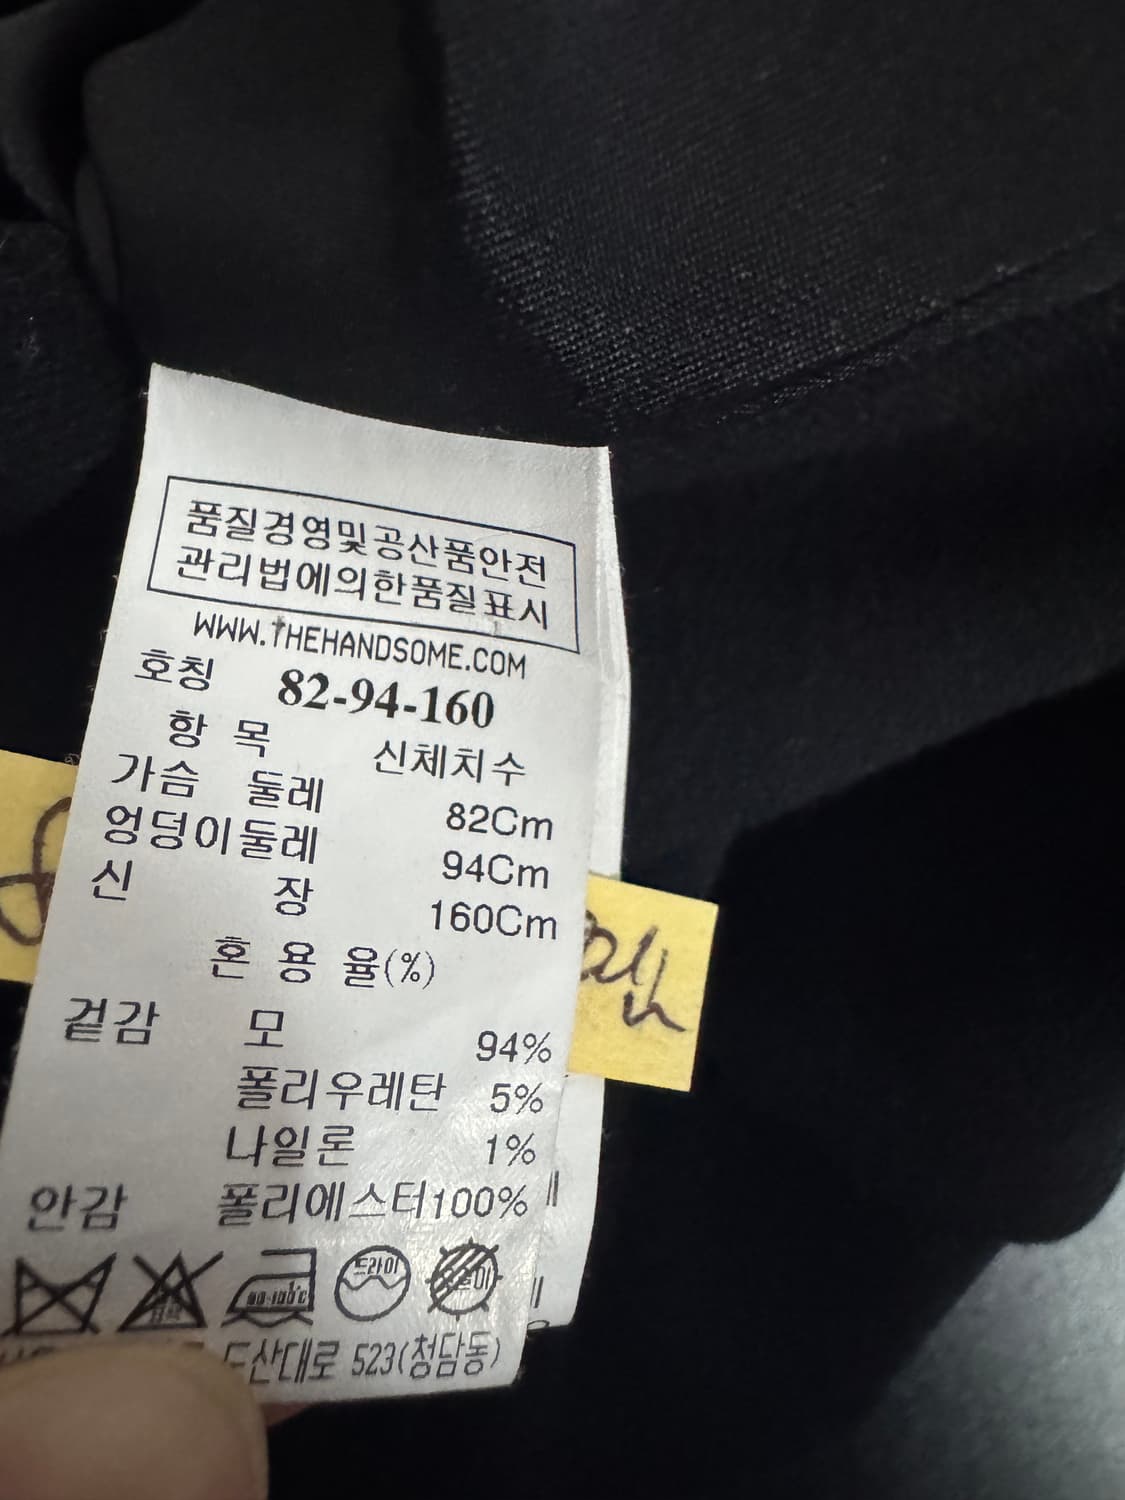 품질경영및공산품안전
관리법에의한품질표시
WWW.THEHANDSOME.COM
호칭 82-94-160
항 목 신체치수
가슴 둘레 82Cm
엉덩이둘레 94Cm
신 장 160Cm
혼 용 율(%)
겉감 모 94%
폴리우레탄 5%
나일론 1%
안감 폴리에스터100%
드라이
도산대로 523(청담동)